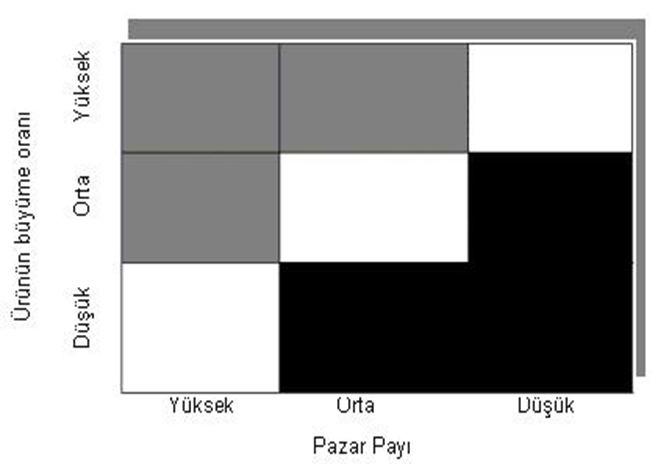 Ürünün büyüme oranı
Yüksek
Orta
Düşük
Yüksek
Orta
Düşük
Pazar Payı